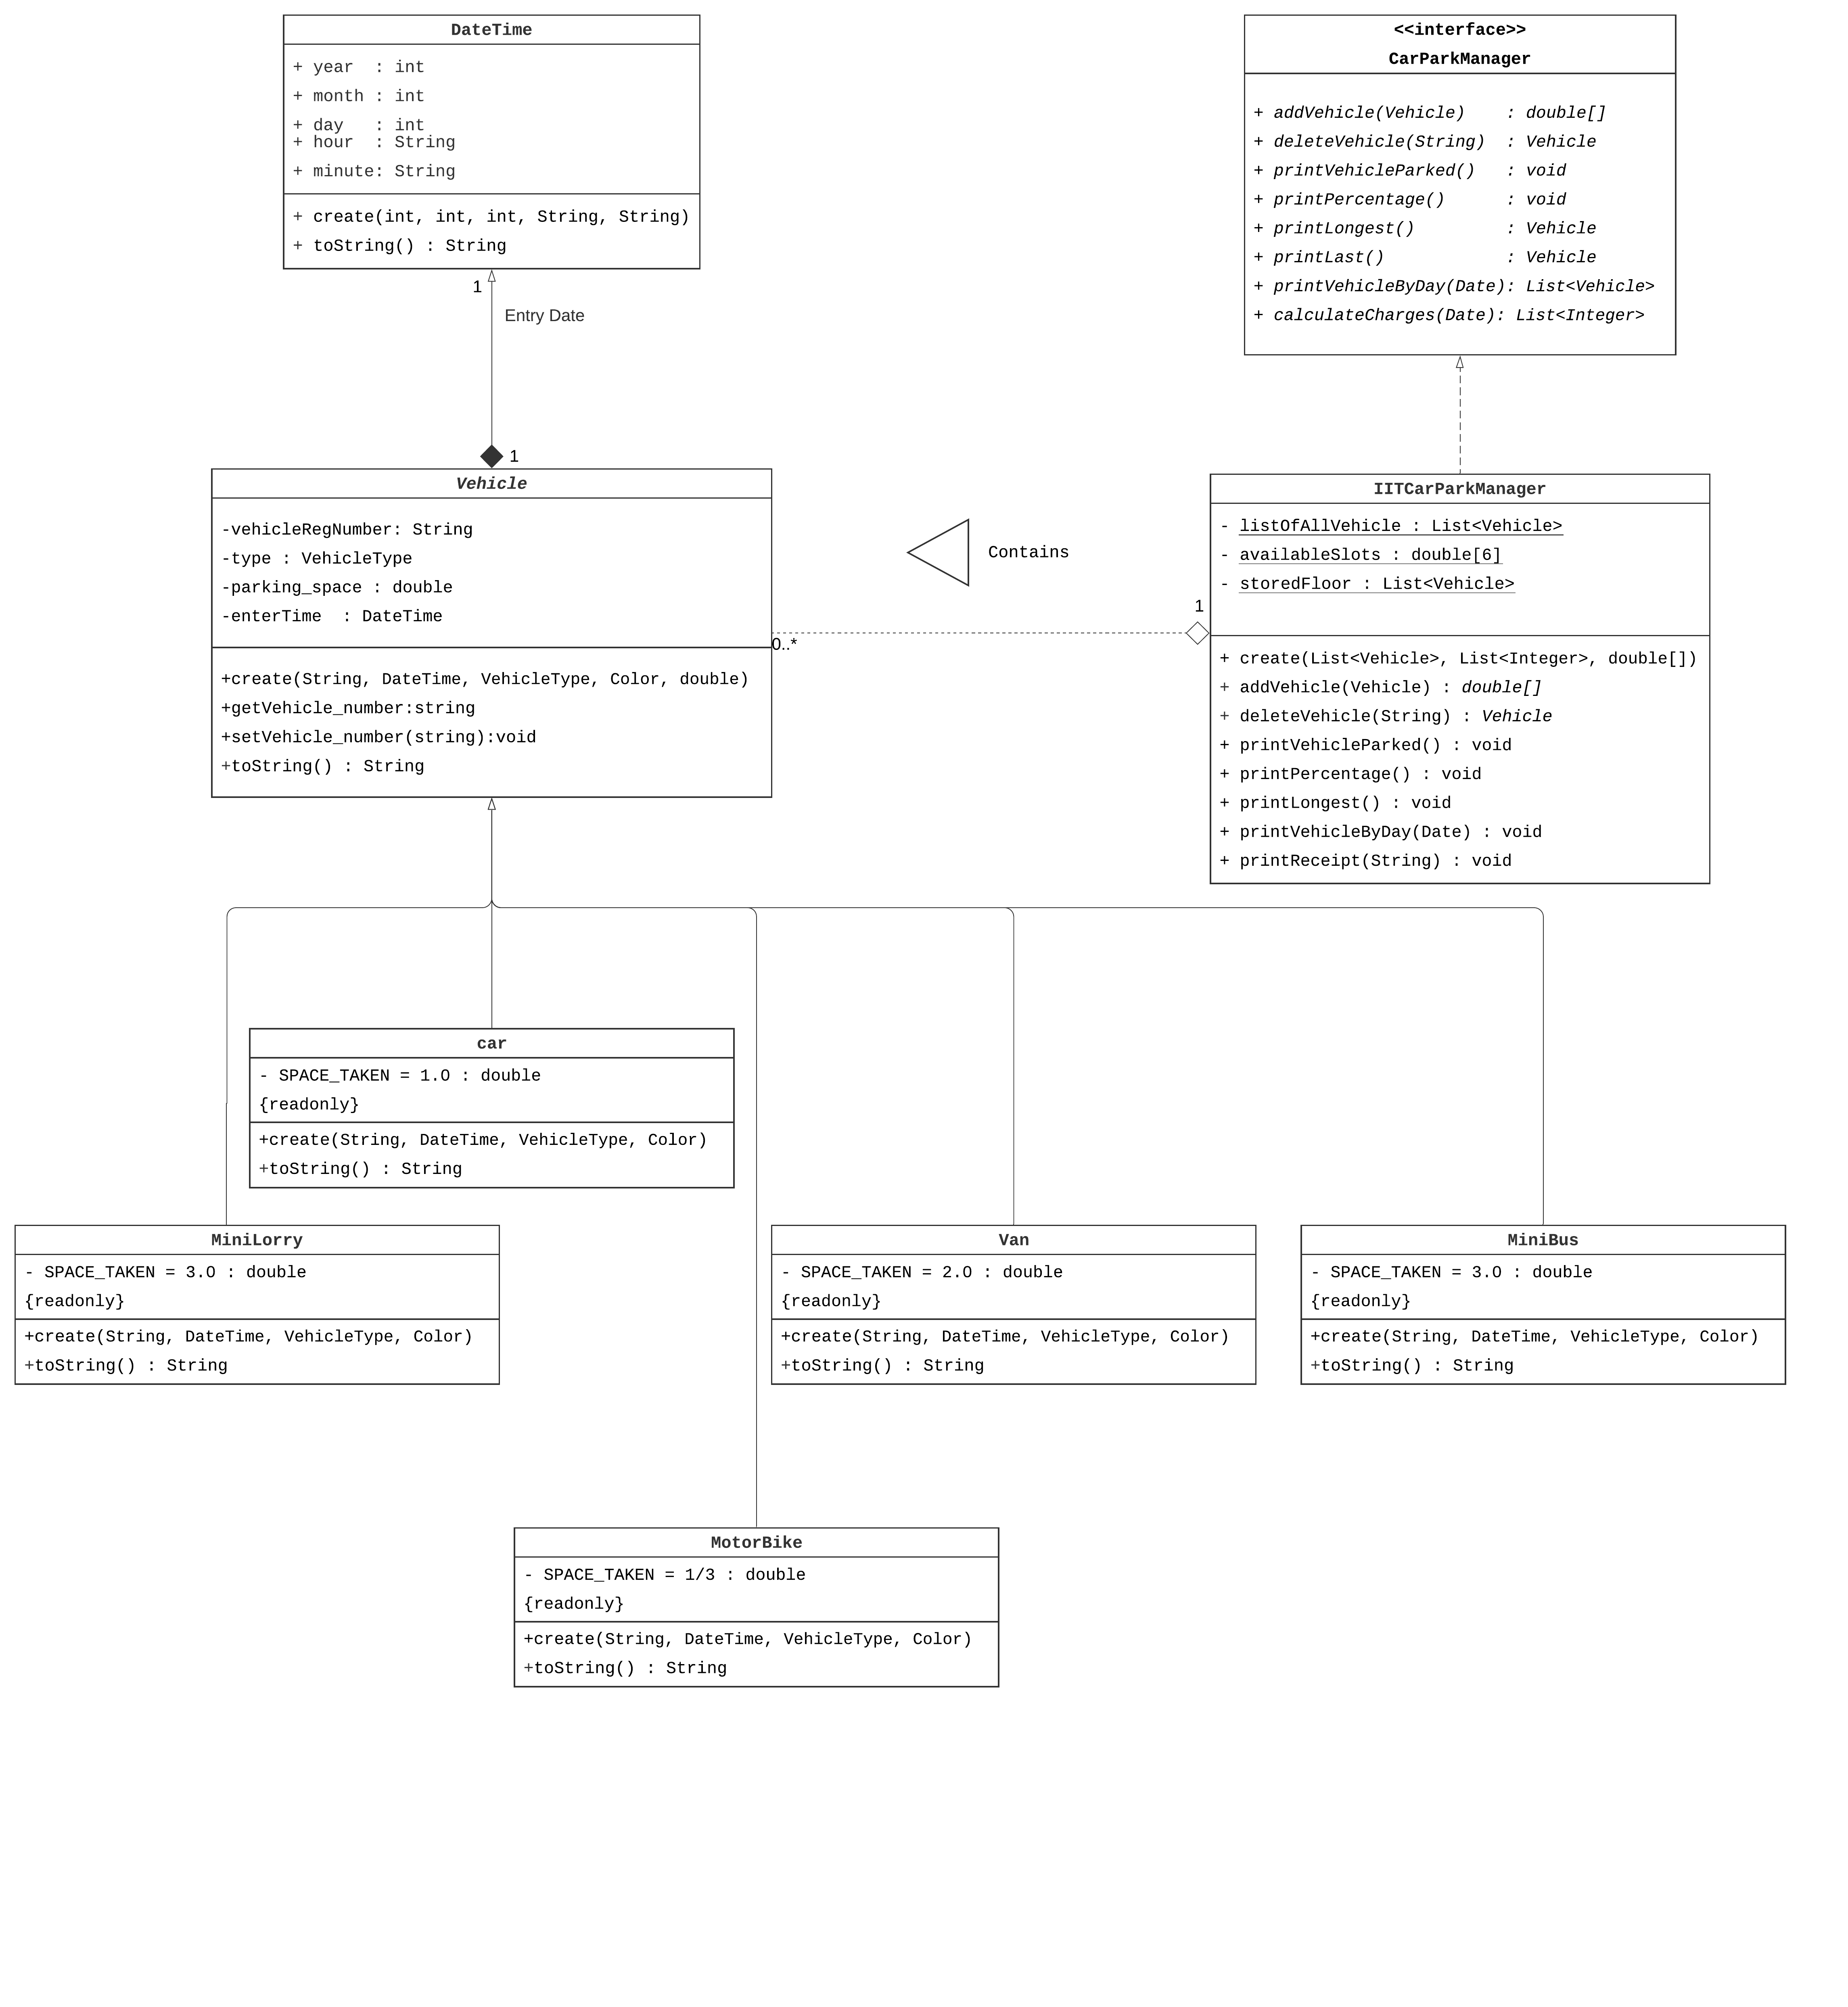 DateTime
+ year  : int
+ month : int
+ day   : int
+ hour  : String
+ minute: String
+ create(int, int, int, String, String)
+ toString() : String
1
Entry Date
1
<<interface>>
CarParkManager
+ addVehicle(Vehicle)    : double[]
+ deleteVehicle(String)  : Vehicle
+ printVehicleParked()   : void
+ printPercentage()      : void
+ printLongest()         : Vehicle
+ printLast()            : Vehicle
+ printVehicleByDay(Date): List<Vehicle>
+ calculateCharges(Date): List<Integer>
Vehicle
-vehicleRegNumber: String
-type : VehicleType
-parking_space : double
-enterTime  : DateTime
+create(String, DateTime, VehicleType, Color, double)
+getVehicle_number:string
+setVehicle_number(string):void
+toString() : String
Contains
0..*
1
IITCarParkManager
- listOfAllVehicle : List<Vehicle>
- availableSlots : double[6]
- storedFloor : List<Vehicle>
+ create(List<Vehicle>, List<Integer>, double[])
+ addVehicle(Vehicle) : double[]
+ deleteVehicle(String) : Vehicle
+ printVehicleParked() : void
+ printPercentage() : void
+ printLongest() : void
+ printVehicleByDay(Date) : void
+ printReceipt(String) : void
car
- SPACE_TAKEN = 1.0 : double
{readonly}
+create(String, DateTime, VehicleType, Color)
+toString() : String
MiniLorry
- SPACE_TAKEN = 3.0 : double
{readonly}
+create(String, DateTime, VehicleType, Color)
+toString() : String
Van
- SPACE_TAKEN = 2.0 : double
{readonly}
+create(String, DateTime, VehicleType, Color)
+toString() : String
MiniBus
- SPACE_TAKEN = 3.0 : double
{readonly}
+create(String, DateTime, VehicleType, Color)
+toString() : String
MotorBike
- SPACE_TAKEN = 1/3 : double
{readonly}
+create(String, DateTime, VehicleType, Color)
+toString() : String